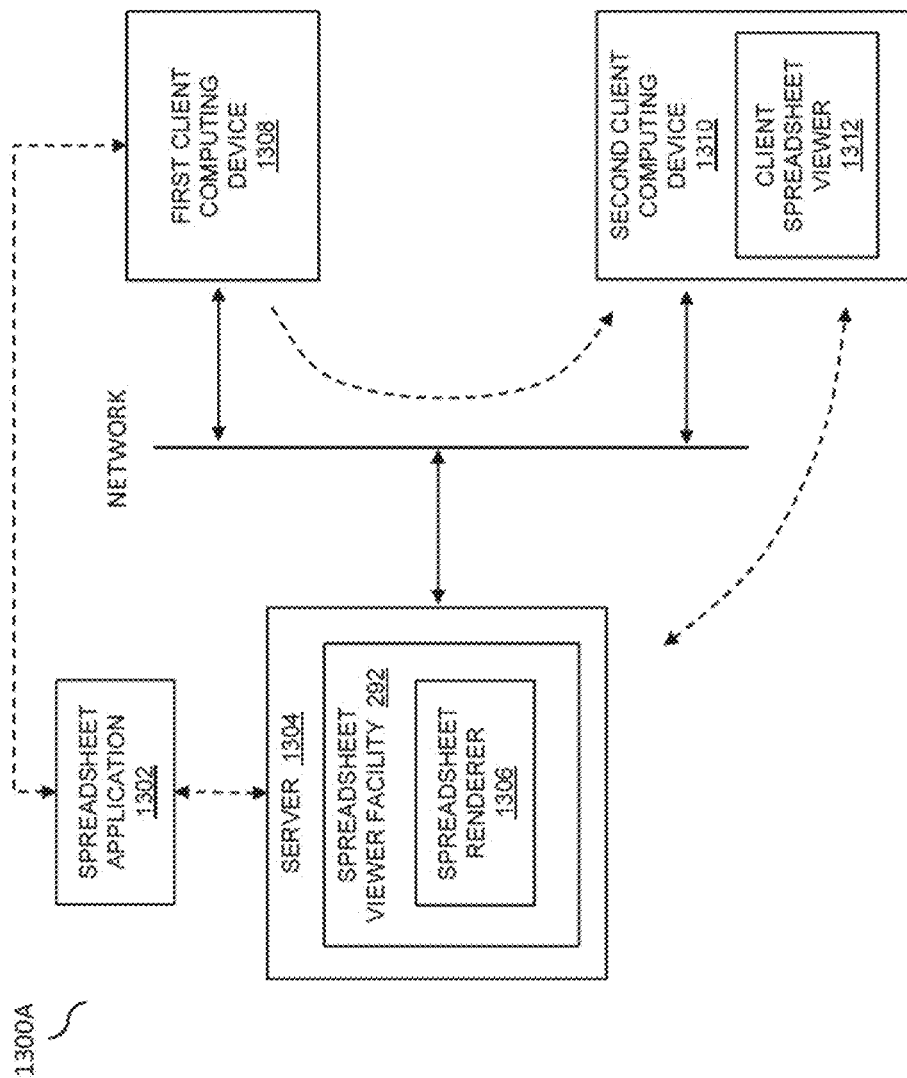 1300A
SPREADSHEET
APPLICATION
1302
NETWORK
SERVER 1304
SPREADSHEET
VIEWER FACILITY 292
SPREADSHEET
RENDERER
1306
FIRST CLIENT
COMPUTING
DEVICE
1308
SECOND CLIENT
COMPUTING
DEVICE
1310
CLIENT
SPREADSHEET
VIEWER
1312